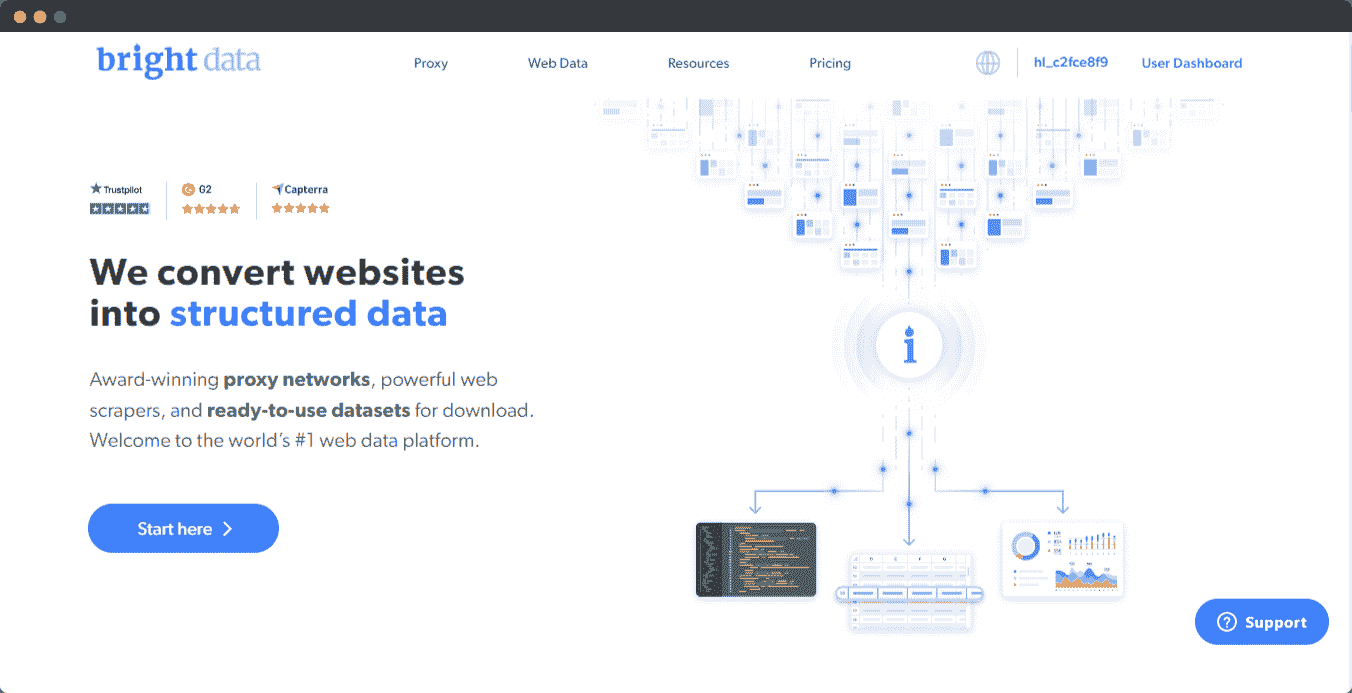 bright data
Proxy
Web Data
Resources
Pricing
hl_c2fce8f9
User Dashboard
Trustpilot
G2
Capterra
We convert websites
into structured data
Award-winning proxy networks, powerful web
scrapers, and ready-to-use datasets for download.
Welcome to the world's #1 web data platform.
Start here
i
Support